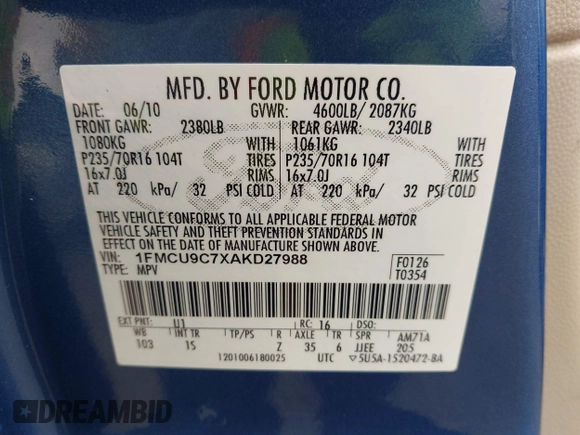 MFD. BY FORD MOTOR CO.
DATE: 06/10 GVWR: 4600LB/ 2087KG
FRONT GAWR: 2380LB REAR GAWR: 2340LB
1080KG WITH 1061KG WITH
P235/70R16 104T TIRES P235/70R16 104T TIRES
16x7.0J RIMS 16x7.0J RIMS
AT 220 kPa/ 32 PSI COLD AT 220 kPa/ 32 PSI COLD
THIS VEHICLE CONFORMS TO ALL APPLICABLE FEDERAL MOTOR
VEHICLE SAFETY AND THEFT PREVENTION STANDARDS IN
EFFECT ON THE DATE OF MANUFACTURE SHOWN ABOVE.
VIN: 1FMCU9C7XAKD27988 F0126
TYPE: MPV T0354
EXT PNT: U1 RC: 16 DSO:
WB INT TR TP/PS R AXLE TR SPR AM71A
103 15 Z 35 6 JJEE 205
1201006180025 UTC ▽5U5A-1520472-BA
Ford
DREAMBID